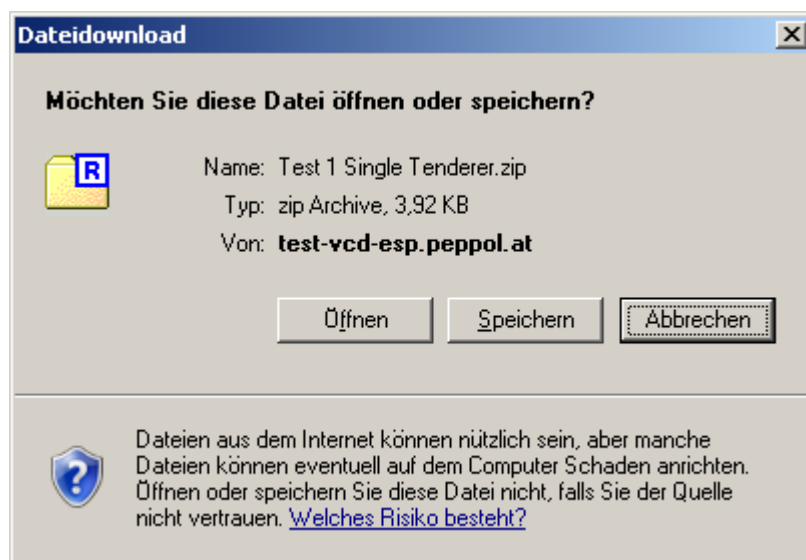 Dateidownload
Möchten Sie diese Datei öffnen oder speichern?
R
Name: Test 1 Single Tenderer.zip
Typ: zip Archive, 3,92 KB
Von: test-vcd-esp.peppol.at
Öffnen Speichern Abbrechen
Dateien aus dem Internet können nützlich sein, aber manche
Dateien können eventuell auf dem Computer Schaden anrichten.
Öffnen oder speichern Sie diese Datei nicht, falls Sie der Quelle
nicht vertrauen. Welches Risiko besteht?